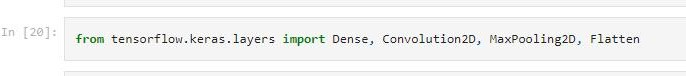 In [20]: from tensorflow.keras.layers import Dense, Convolution2D, MaxPooling2D, Flatten